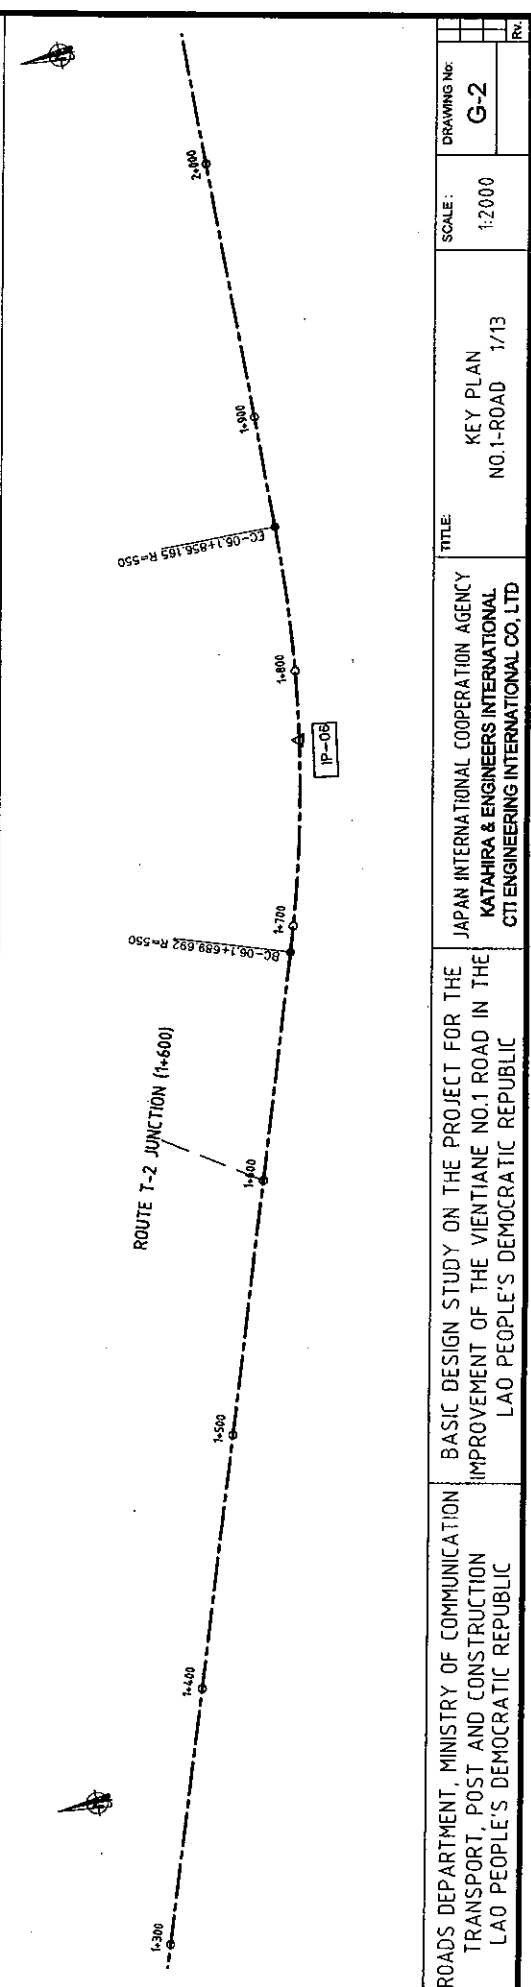 1+300
1+400
1+500
1+600
ROUTE T-2 JUNCTION (1+600)
BC-06.1+689.692 R=550
1+700
IP-06
1+800
EC-06.1+856.165 R=550
1+900
2+000
ROADS DEPARTMENT, MINISTRY OF COMMUNICATION
TRANSPORT, POST AND CONSTRUCTION
LAO PEOPLE'S DEMOCRATIC REPUBLIC
BASIC DESIGN STUDY ON THE PROJECT FOR THE
IMPROVEMENT OF THE VIENTIANE NO.1 ROAD IN THE
LAO PEOPLE'S DEMOCRATIC REPUBLIC
JAPAN INTERNATIONAL COOPERATION AGENCY
KATAHIRA & ENGINEERS INTERNATIONAL
CTI ENGINEERING INTERNATIONAL CO, LTD
TITLE:
KEY PLAN
NO.1-ROAD 1/13
SCALE :
1:2000
DRAWING No:
G-2
Rv.